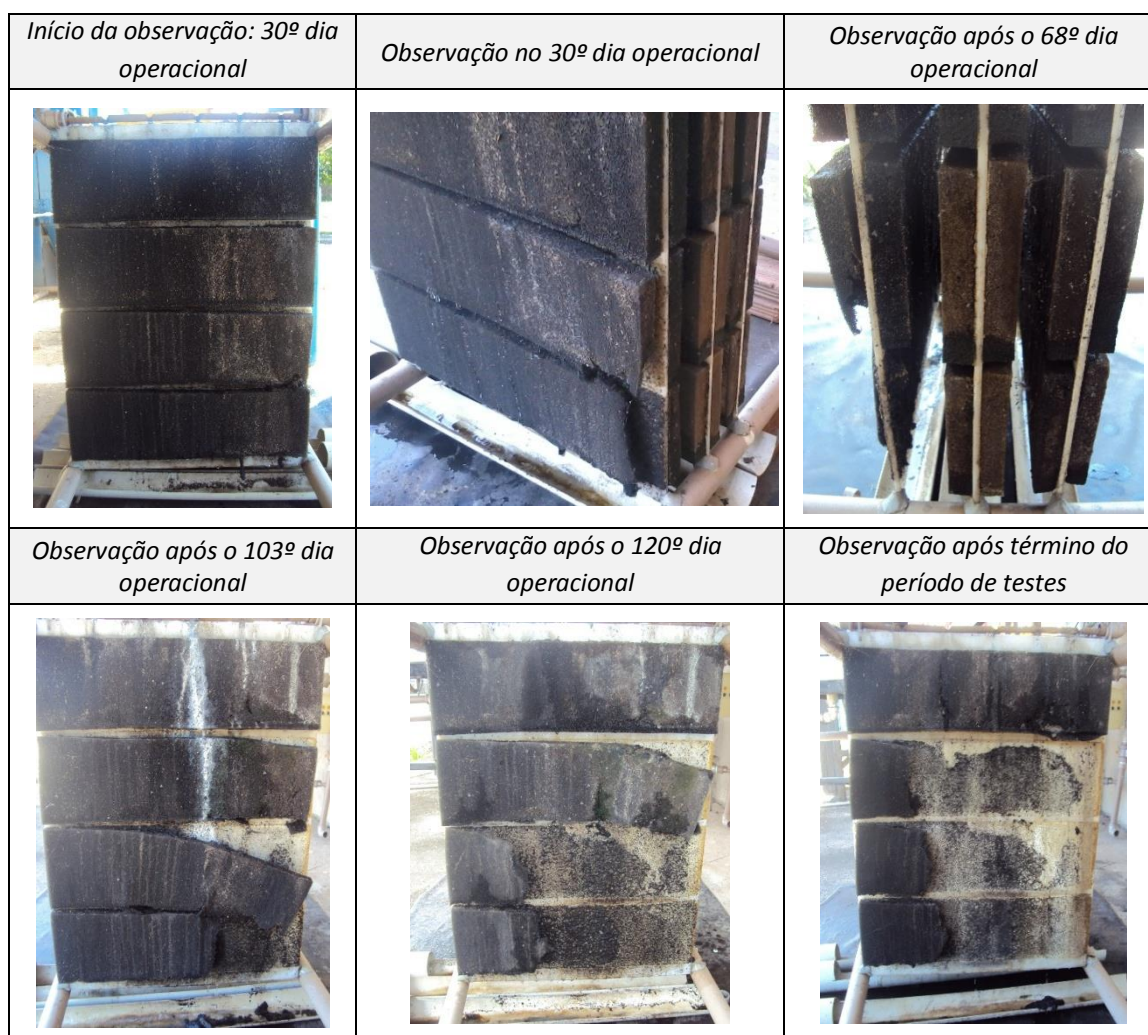 Início da observação: 30º dia
operacional
Observação no 30º dia operacional
Observação após o 68º dia
operacional
Observação após o 103º dia
operacional
Observação após o 120º dia
operacional
Observação após término do
período de testes